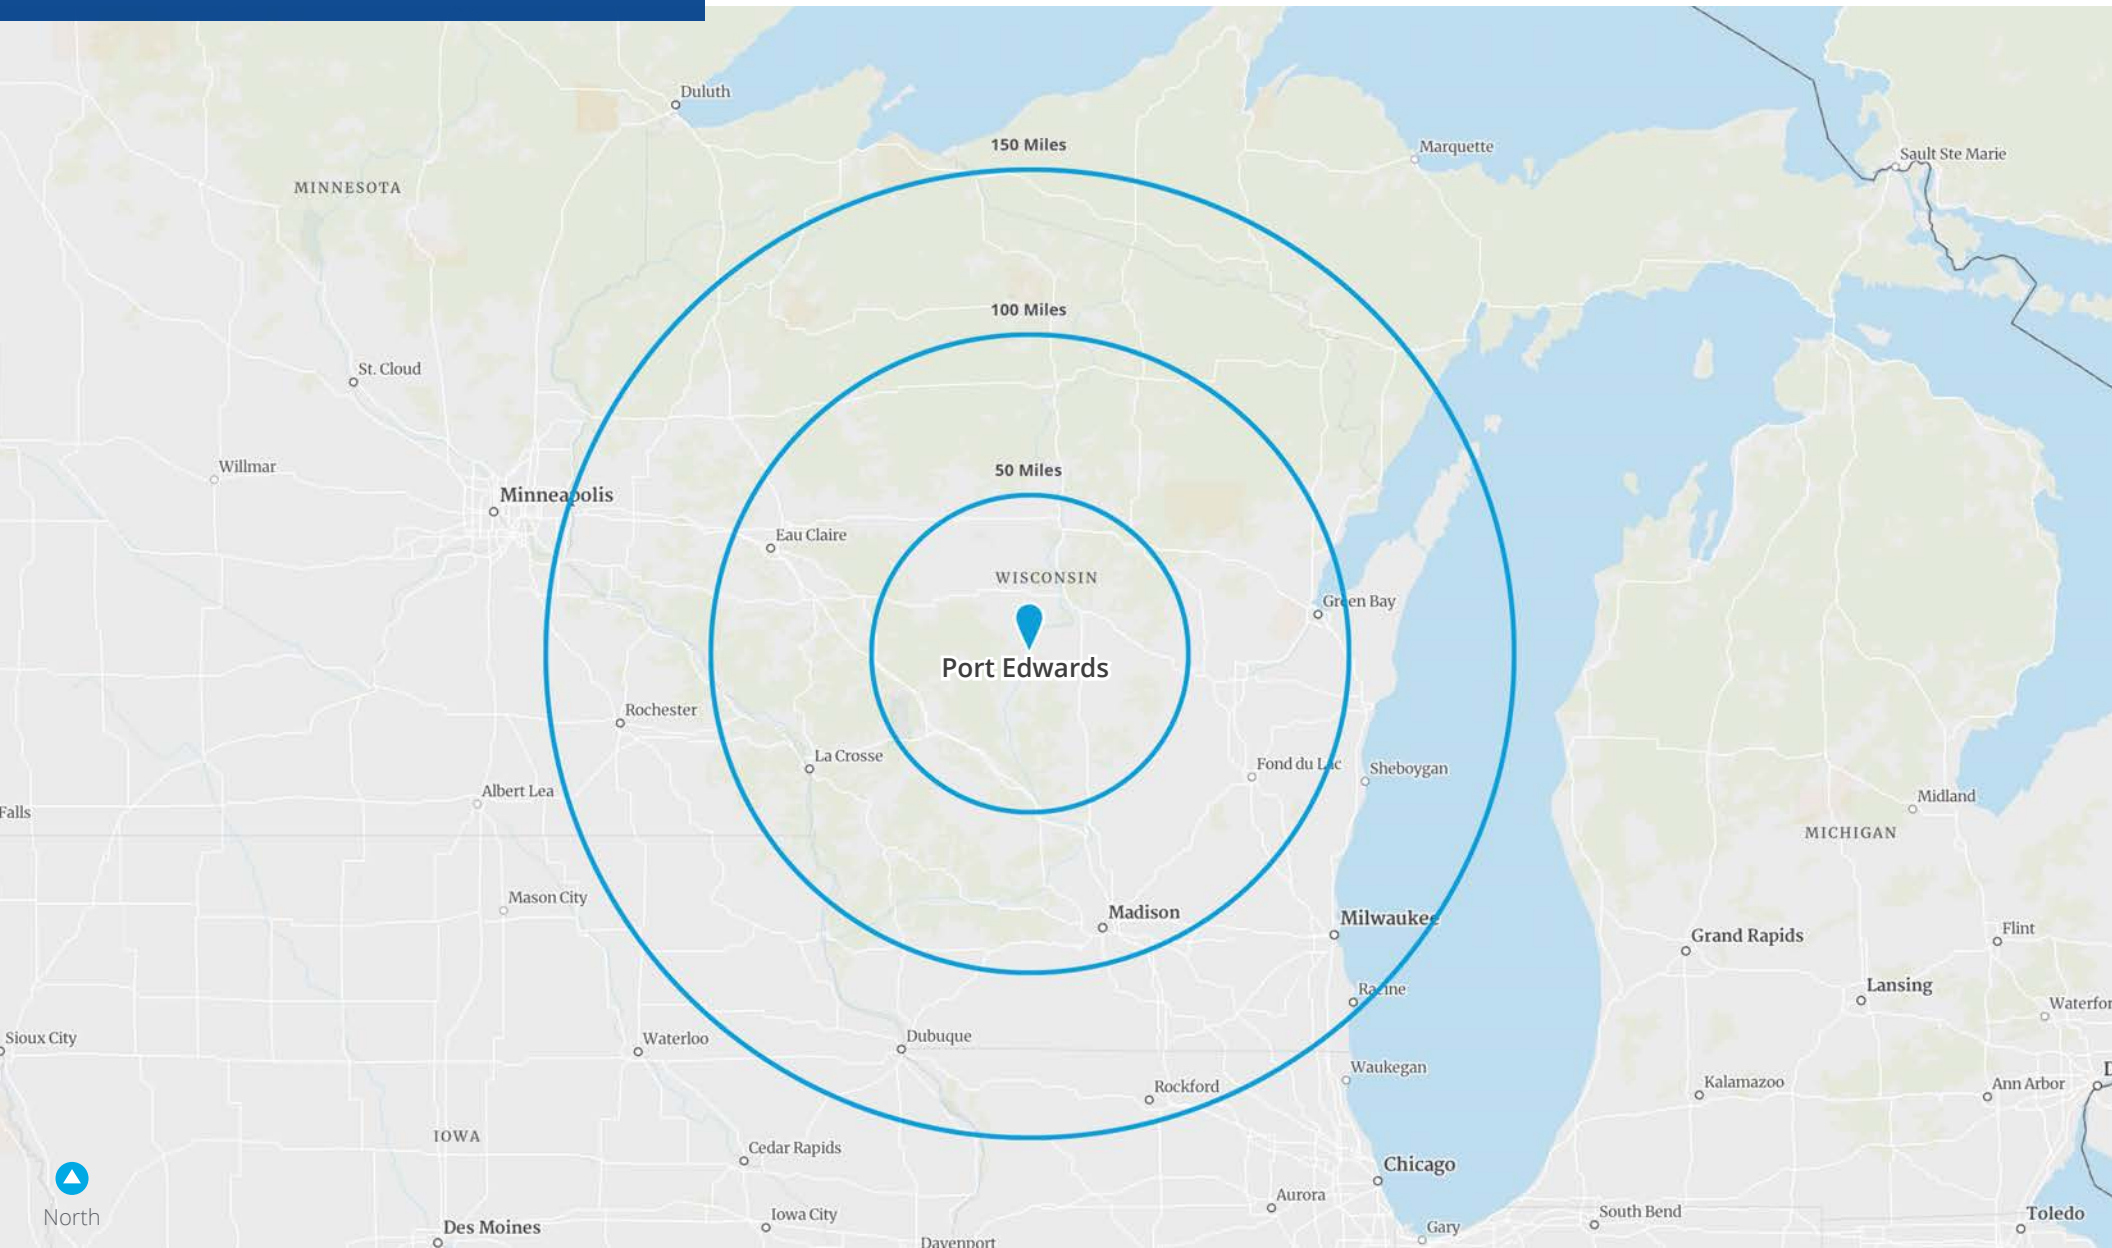 Duluth
150 Miles
Marquette
Sault Ste Marie
MINNESOTA
100 Miles
St. Cloud
Willmar
50 Miles
Minneapolis
Eau Claire
WISCONSIN
Green Bay
Port Edwards
Rochester
La Crosse
Fond du Lac
Sheboygan
Albert Lea
Midland
Falls
MICHIGAN
Mason City
Madison
Milwaukee
Grand Rapids
Flint
Racine
Lansing
Waterfor
Sioux City
Waterloo
Dubuque
Waukegan
D
Rockford
Kalamazoo
Ann Arbor
IOWA
Cedar Rapids
Chicago
Aurora
North
Iowa City
South Bend
Toledo
Des Moines
Gary
Davenport